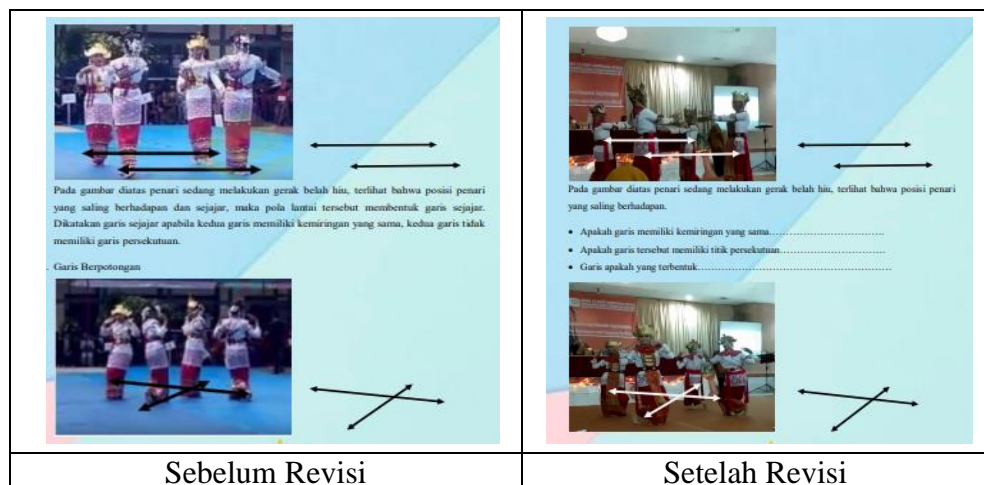 Pada gambar diatas penari sedang melakukan gerak belah hiu, terlihat bahwa posisi penari
yang saling berhadapan dan sejajar, maka pola lantai tersebut membentuk garis sejajar.
Dikatakan garis sejajar apabila kedua garis memiliki kemiringan yang sama, kedua garis tidak
memiliki garis persekutuan.
Garis Berpotongan
Sebelum Revisi
Pada gambar diatas penari sedang melakukan gerak belah hiu, terlihat bahwa posisi penari
yang saling berhadapan.
• Apakah garis memiliki kemiringan yang sama……………………………
• Apakah garis tersebut memiliki titik persekutuan…………………………
• Garis apakah yang terbentuk………………………………………………
Setelah Revisi